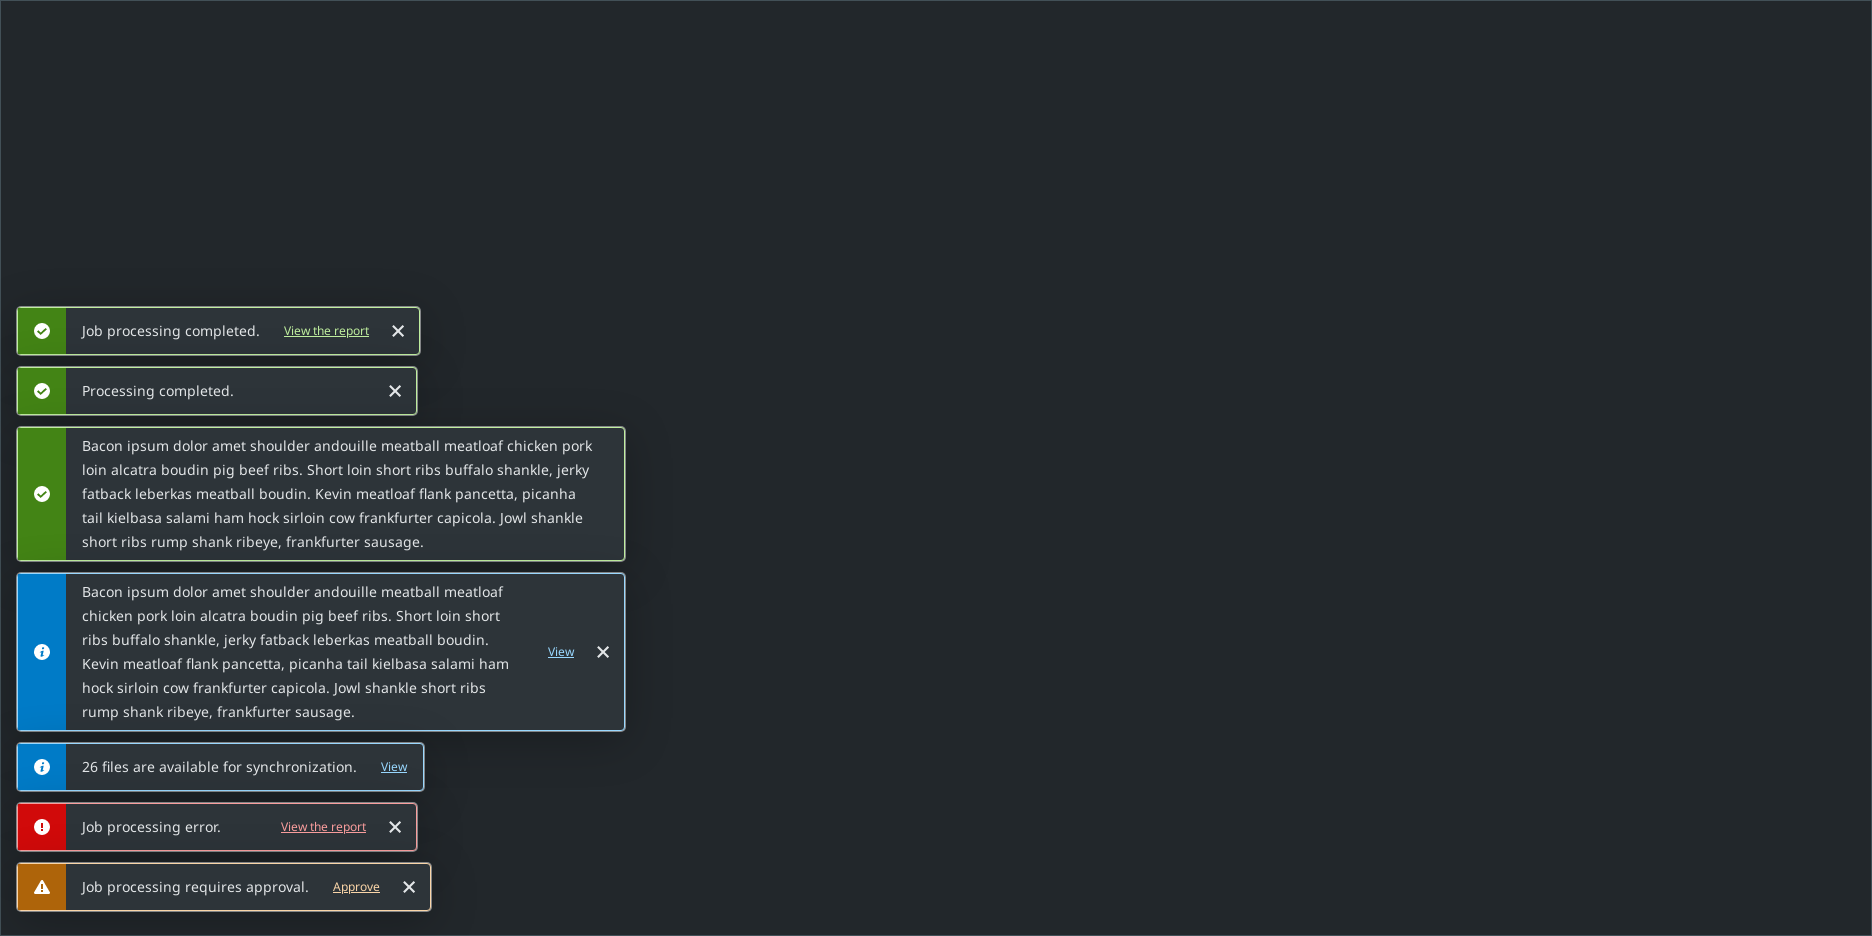 Job processing completed. View the report
Processing completed.
Bacon ipsum dolor amet shoulder andouille meatball meatloaf chicken pork
loin alcatra boudin pig beef ribs. Short loin short ribs buffalo shankle, jerky
fatback leberkas meatball boudin. Kevin meatloaf flank pancetta, picanha
tail kielbasa salami ham hock sirloin cow frankfurter capicola. Jowl shankle
short ribs rump shank ribeye, frankfurter sausage.
Bacon ipsum dolor amet shoulder andouille meatball meatloaf
chicken pork loin alcatra boudin pig beef ribs. Short loin short
ribs buffalo shankle, jerky fatback leberkas meatball boudin.
Kevin meatloaf flank pancetta, picanha tail kielbasa salami ham
hock sirloin cow frankfurter capicola. Jowl shankle short ribs
rump shank ribeye, frankfurter sausage.
View
26 files are available for synchronization. View
Job processing error. View the report
Job processing requires approval. Approve